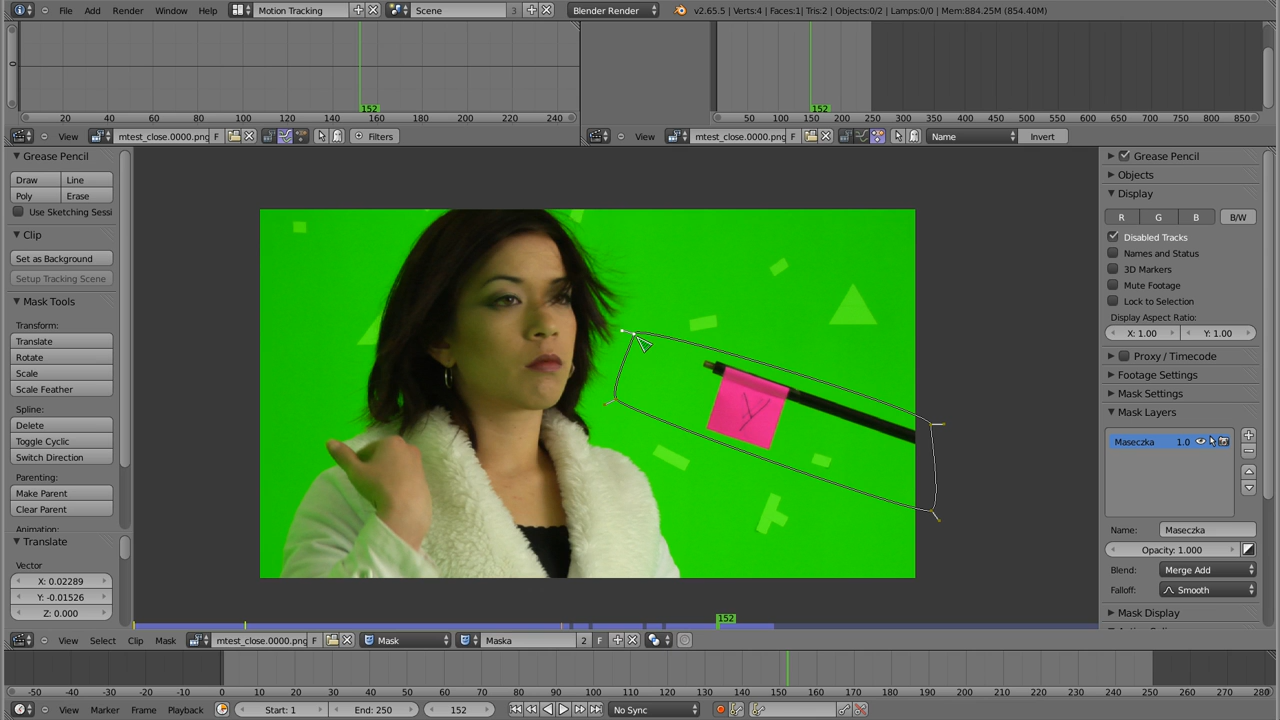 File Add Render Window Help Motion Tracking Scene 3 Blender Render v2.65.5 | Verts:4 | Faces:1| Tris:2 | Objects:0/2 | Lamps:0/0 | Mem:884.25M (854.40M)
0
152 152
20 40 60 80 100 120 140 160 180 200 220 240 50 100 150 200 250 300 350 400 450 500 550 600 650 700 750 800 850
View mtest_close.0000.png F Filters View mtest_close.0000.png F Name Invert
Grease Pencil
Draw Line
Poly Erase
Use Sketching Sessi
Clip
Set as Background
Setup Tracking Scene
Mask Tools
Transform:
Translate
Rotate
Scale
Scale Feather
Spline:
Delete
Toggle Cyclic
Switch Direction
Parenting:
Make Parent
Clear Parent
Translate
Vector
X: 0.02289
Y: -0.01526
Z: 0.000
Grease Pencil
Objects
Display
R G B B/W
Disabled Tracks
Names and Status
3D Markers
Mute Footage
Lock to Selection
Display Aspect Ratio:
X: 1.00 Y: 1.00
Proxy / Timecode
Footage Settings
Mask Settings
Mask Layers
Maseczka 1.0
Name: Maseczka
Opacity: 1.000
Blend: Merge Add
Falloff: Smooth
Mask Display
152
View Select Clip Mask mtest_close.0000.png F Mask Maska 2 F
-50 -40 -30 -20 -10 0 10 20 30 40 50 60 70 80 90 100 110 120 130 140 150 160 170 180 190 200 210 220 230 240 250 260 270 280
View Marker Frame Playback Start: 1 End: 250 152 No Sync